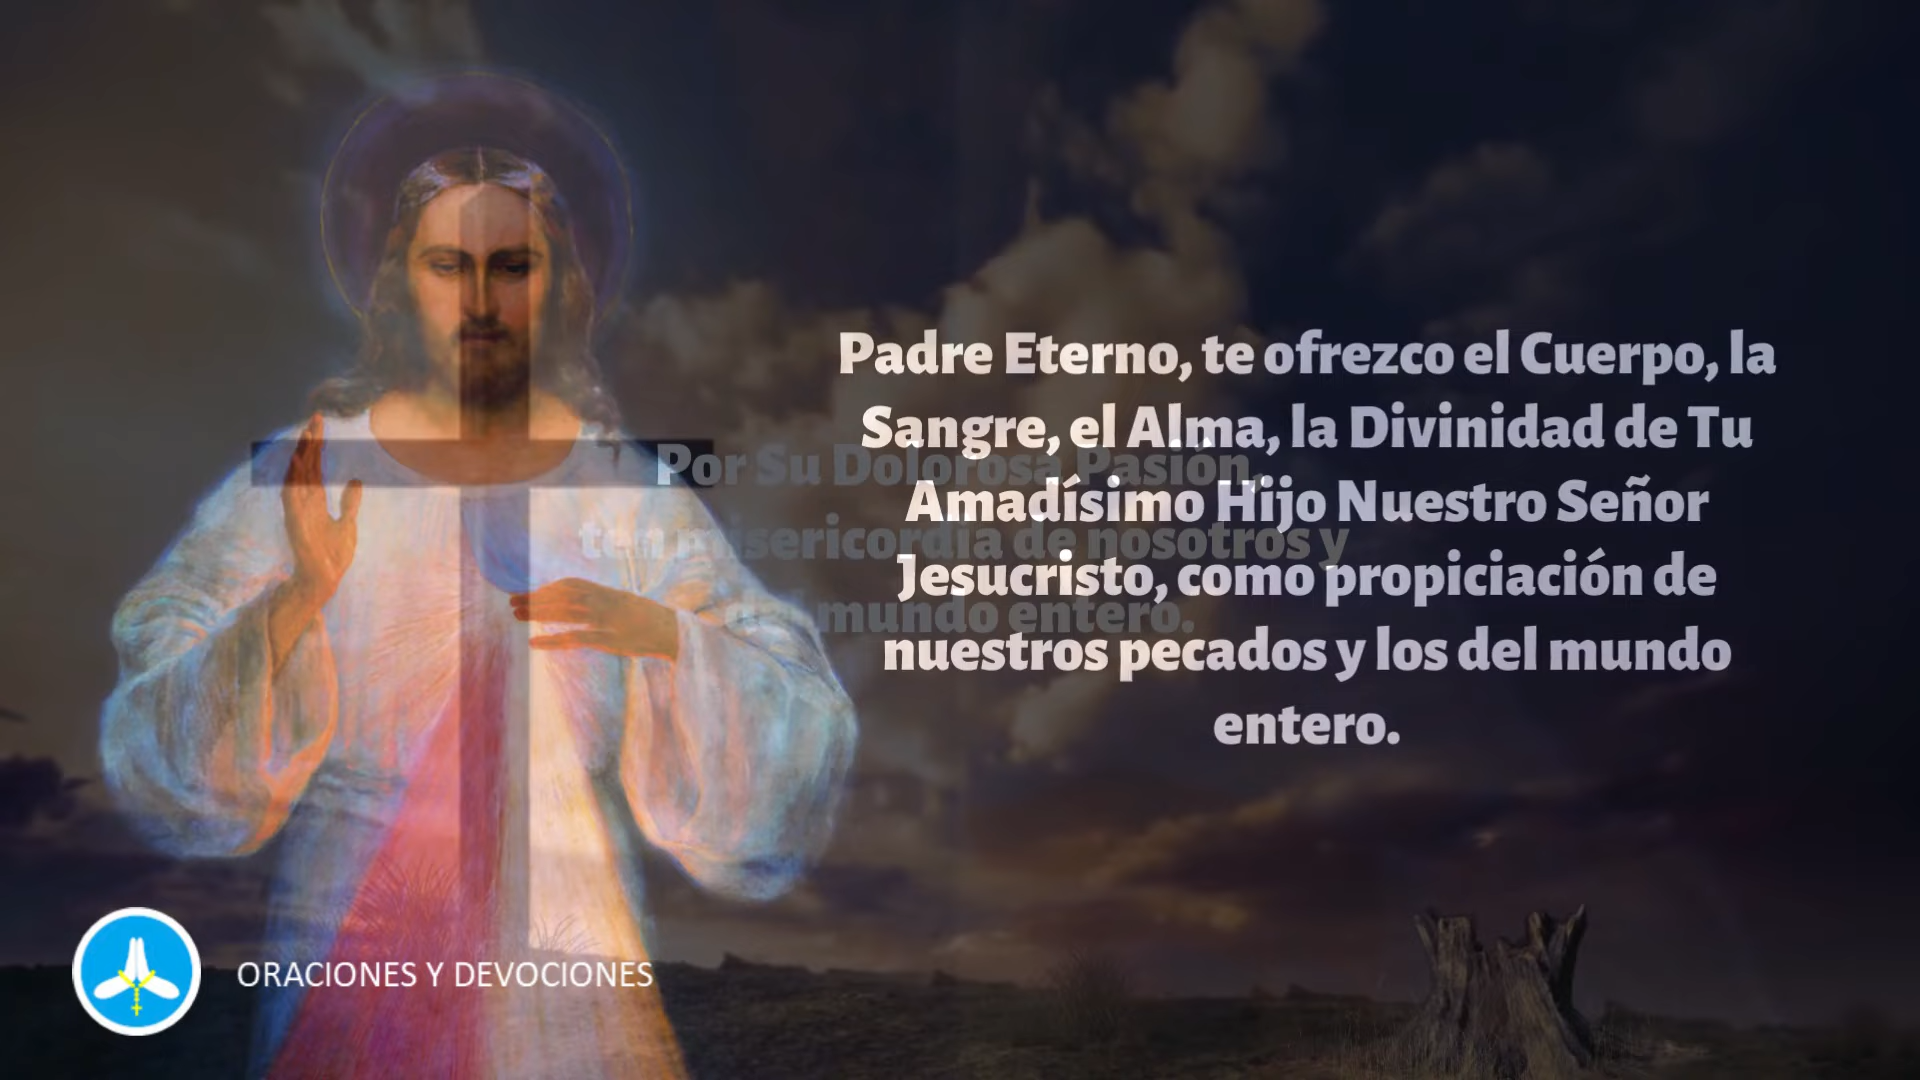 Padre Eterno, te ofrezco el Cuerpo, la
Sangre, el Alma, la Divinidad de Tu
Amadísimo Hijo Nuestro Señor
Jesucristo, como propiciación de
nuestros pecados y los del mundo
entero.
Por Su Dolorosa Pasión,
ten misericordia de nosotros y
mundo entero.
ORACIONES Y DEVOCIONES